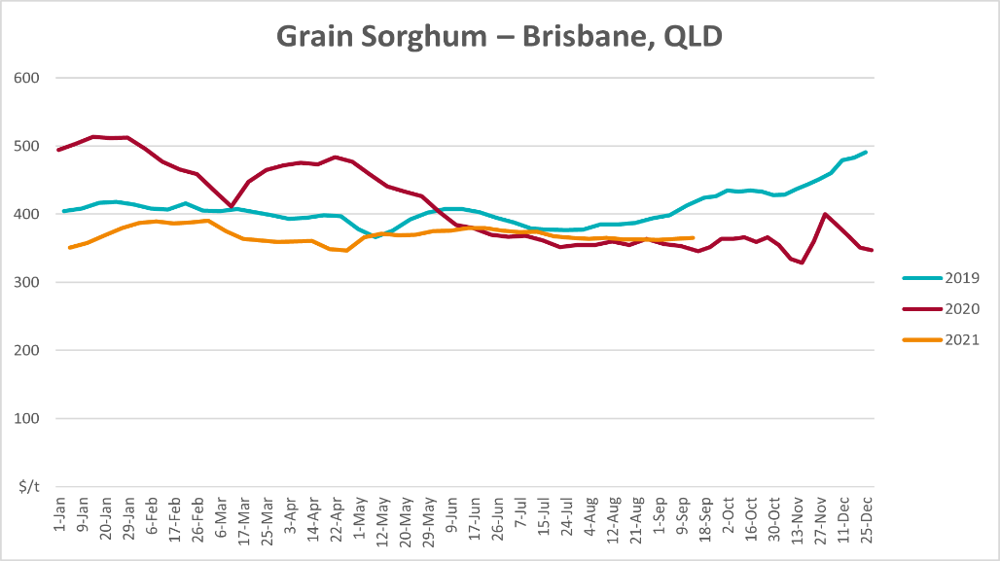 Grain Sorghum – Brisbane, QLD
600
500
400
300
200
100
$/t
1-Jan
9-Jan
20-Jan
29-Jan
6-Feb
17-Feb
26-Feb
6-Mar
17-Mar
25-Mar
3-Apr
14-Apr
22-Apr
1-May
12-May
20-May
29-May
9-Jun
17-Jun
26-Jun
7-Jul
15-Jul
24-Jul
4-Aug
12-Aug
21-Aug
1-Sep
9-Sep
18-Sep
2-Oct
16-Oct
30-Oct
13-Nov
27-Nov
11-Dec
25-Dec
2019
2020
2021